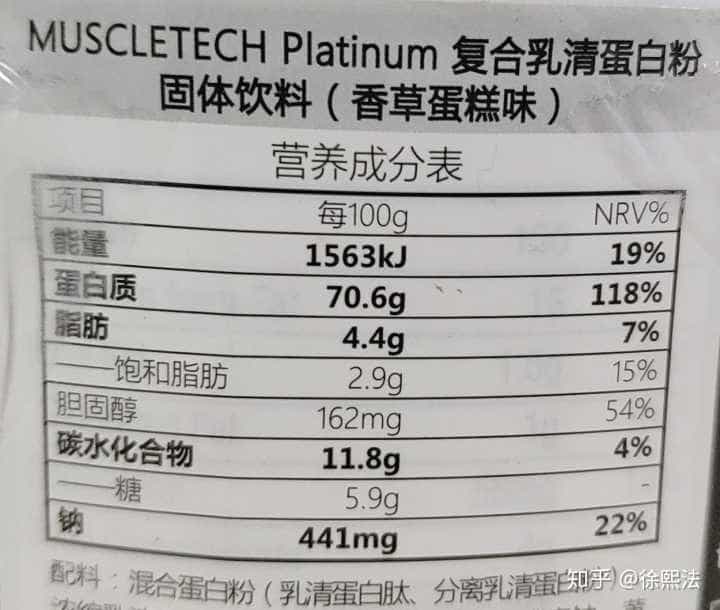 MUSCLETECH Platinum 复合乳清蛋白粉
固体饮料（香草蛋糕味）
营养成分表
项目 每100g NRV%
能量 1563kJ 19%
蛋白质 70.6g 118%
脂肪 4.4g 7%
——饱和脂肪 2.9g 15%
胆固醇 162mg 54%
碳水化合物 11.8g 4%
——糖 5.9g -
钠 441mg 22%
配料：混合蛋白粉（乳清蛋白肽、分离乳清蛋白
知乎 @徐熙法